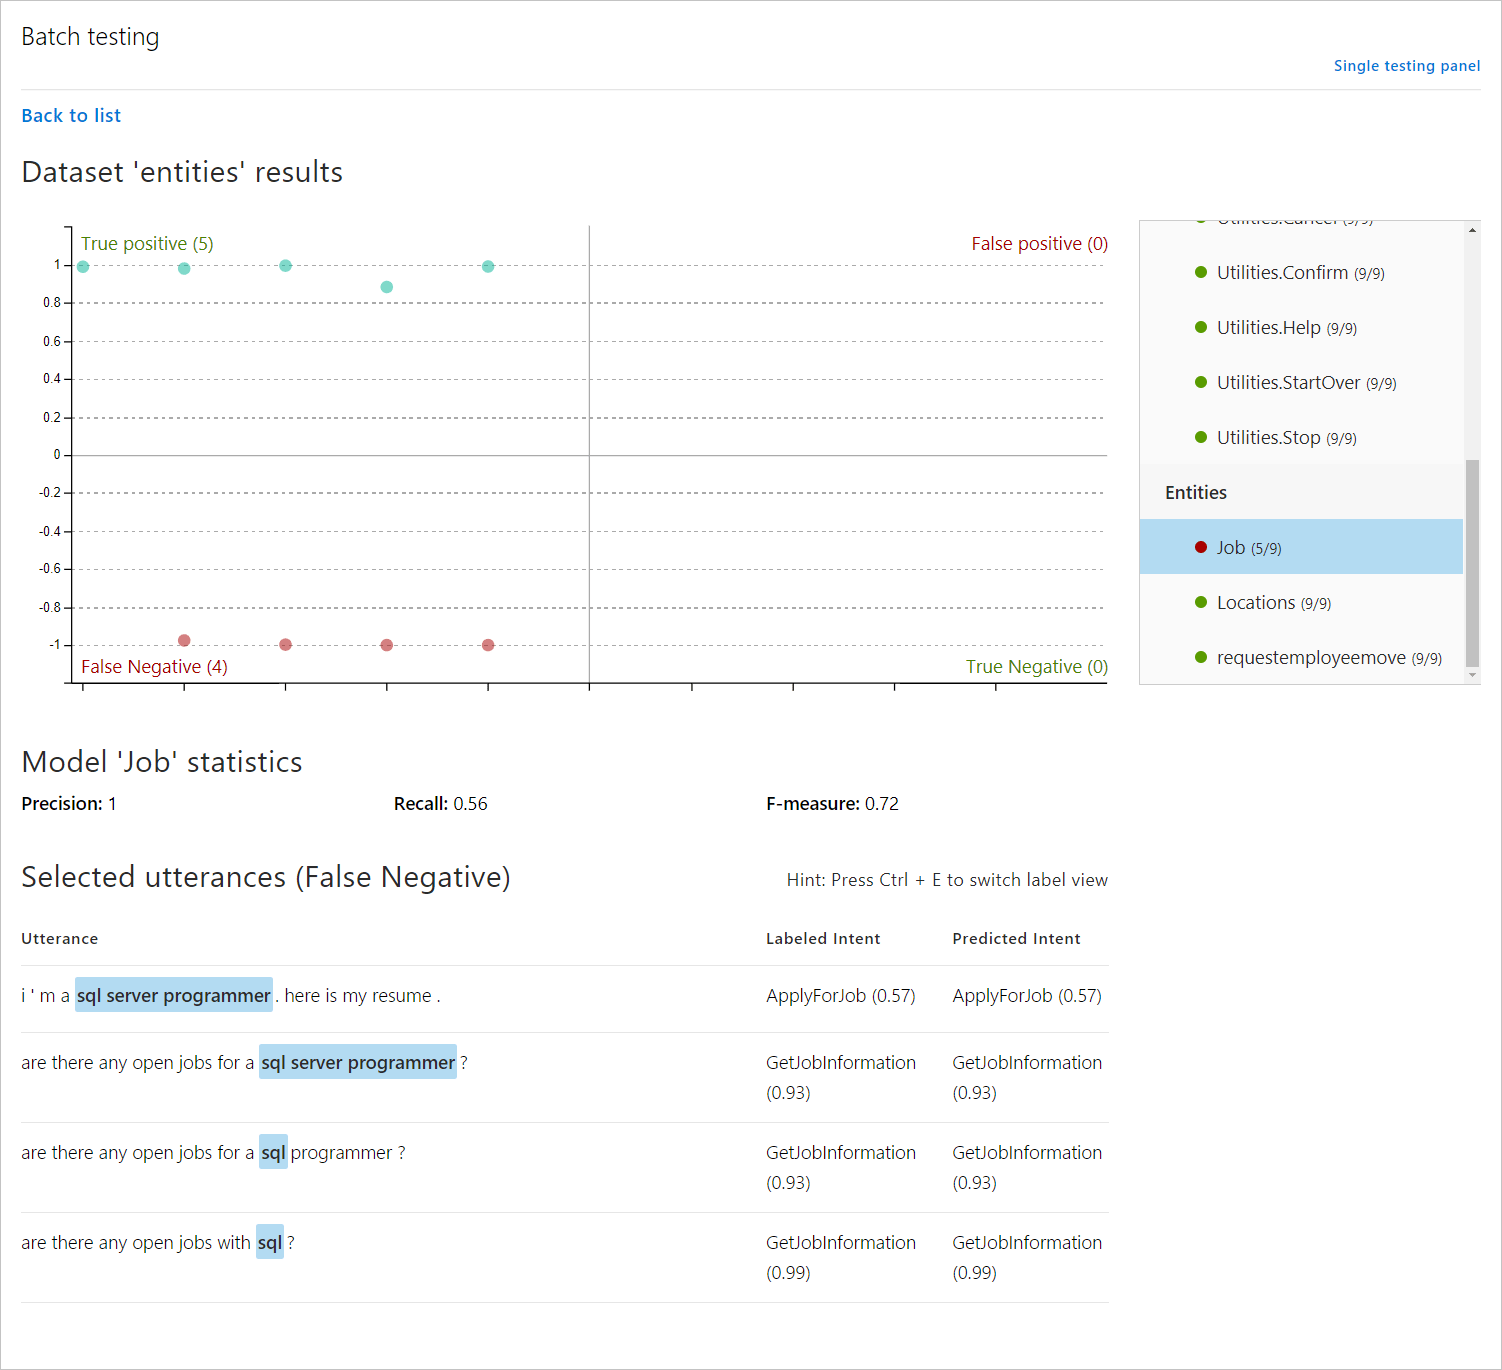 Batch testing
Single testing panel
Back to list
Dataset 'entities' results
True positive (5)
False positive (0)
1
0.8
0.6
0.4
0.2
0
-0.2
-0.4
-0.6
-0.8
-1
False Negative (4)
True Negative (0)
Utilities.Cancel (9/9)
Utilities.Confirm (9/9)
Utilities.Help (9/9)
Utilities.StartOver (9/9)
Utilities.Stop (9/9)
Entities
Job (5/9)
Locations (9/9)
requestemployeemove (9/9)
Model 'Job' statistics
Precision: 1 Recall: 0.56 F-measure: 0.72
Selected utterances (False Negative)
Hint: Press Ctrl + E to switch label view
Utterance Labeled Intent Predicted Intent
i ' m a sql server programmer . here is my resume . ApplyForJob (0.57) ApplyForJob (0.57)
are there any open jobs for a sql server programmer ? GetJobInformation GetJobInformation
(0.93) (0.93)
are there any open jobs for a sql programmer ? GetJobInformation GetJobInformation
(0.93) (0.93)
are there any open jobs with sql ? GetJobInformation GetJobInformation
(0.99) (0.99)